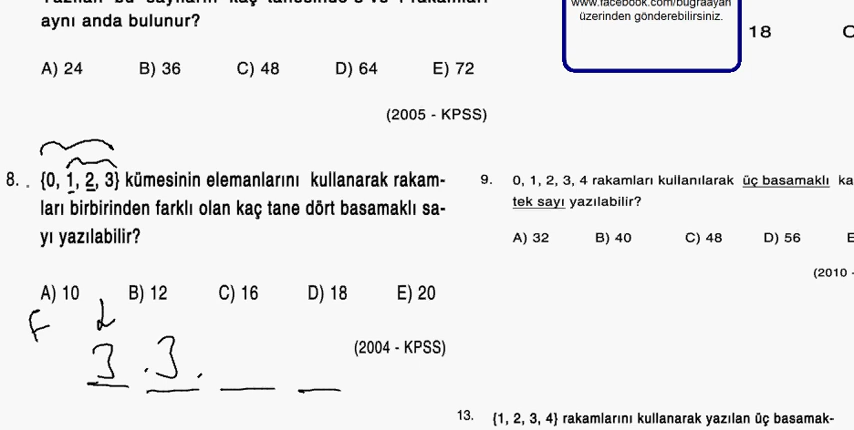 aynı anda bulunur?
A) 24 B) 36 C) 48 D) 64 E) 72
(2005 - KPSS)
www.facebook.com/bugraayan
üzerinden gönderebilirsiniz.
18
8. {0, 1, 2, 3} kümesinin elemanlarını kullanarak rakam-
ları birbirinden farklı olan kaç tane dört basamaklı sa-
yı yazılabilir?
A) 10 B) 12 C) 16 D) 18 E) 20
(2004 - KPSS)
3 . 3 .
9. 0, 1, 2, 3, 4 rakamları kullanılarak üç basamaklı ka
tek sayı yazılabilir?
A) 32 B) 40 C) 48 D) 56 E
(2010 -
13. {1, 2, 3, 4} rakamlarını kullanarak yazılan üç basamak-